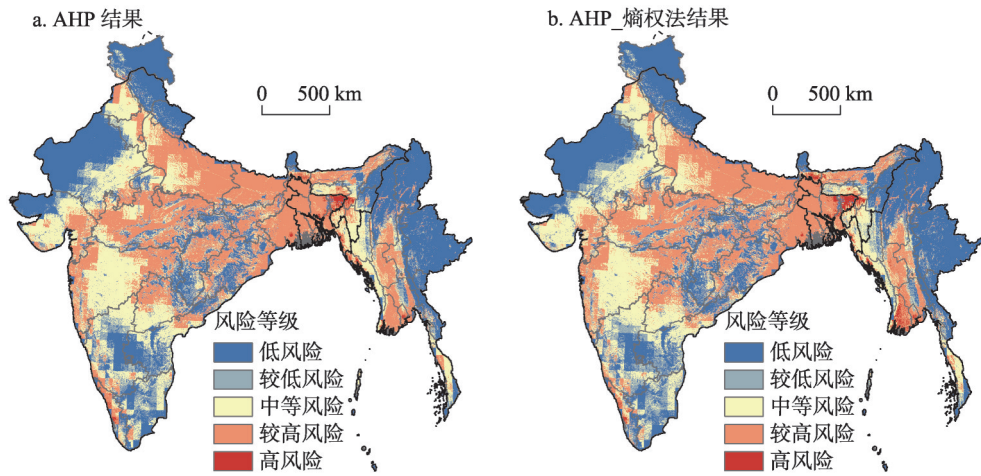 a. AHP 结果
0 500 km
风险等级
低风险
较低风险
中等风险
较高风险
高风险
b. AHP_熵权法结果
0 500 km
风险等级
低风险
较低风险
中等风险
较高风险
高风险